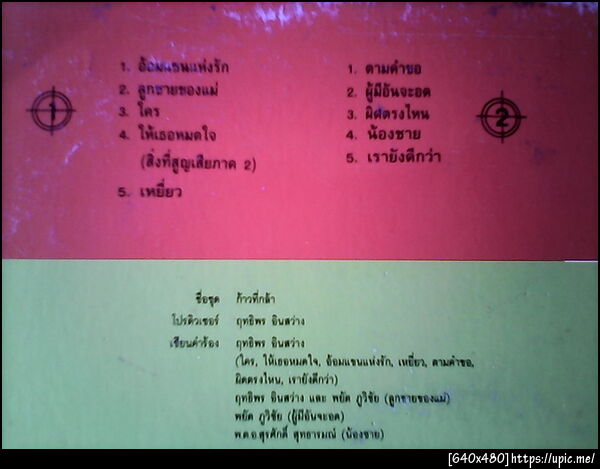 1
1. อ้อมแขนแห่งรัก
2. ลูกชายของแม่
3. ใคร
4. ให้เธอหมดใจ
(สิ่งที่สูญเสียภาค 2)
5. เหยี่ยว
1. ตามคำขอ
2. ผู้มีอันจะอด
3. ผิดตรงไหน
4. น้องชาย
5. เรายังดีกว่า
2
ชื่อชุด ก้าวที่กล้า
โปรดิวเซอร์ ฤทธิพร อินสว่าง
เขียนคำร้อง ฤทธิพร อินสว่าง
(ใคร, ให้เธอหมดใจ, อ้อมแขนแห่งรัก, เหยี่ยว, ตามคำขอ,
ผิดตรงไหน, เรายังดีกว่า)
ฤทธิพร อินสว่าง และ พยัต ภูวิชัย (ลูกชายของแม่)
พยัต ภูวิชัย (ผู้มีอันจะอด)
พ.ต.อ.สุรศักดิ์ สุทธารมณ์ (น้องชาย)
[640x480]https://upic.me/